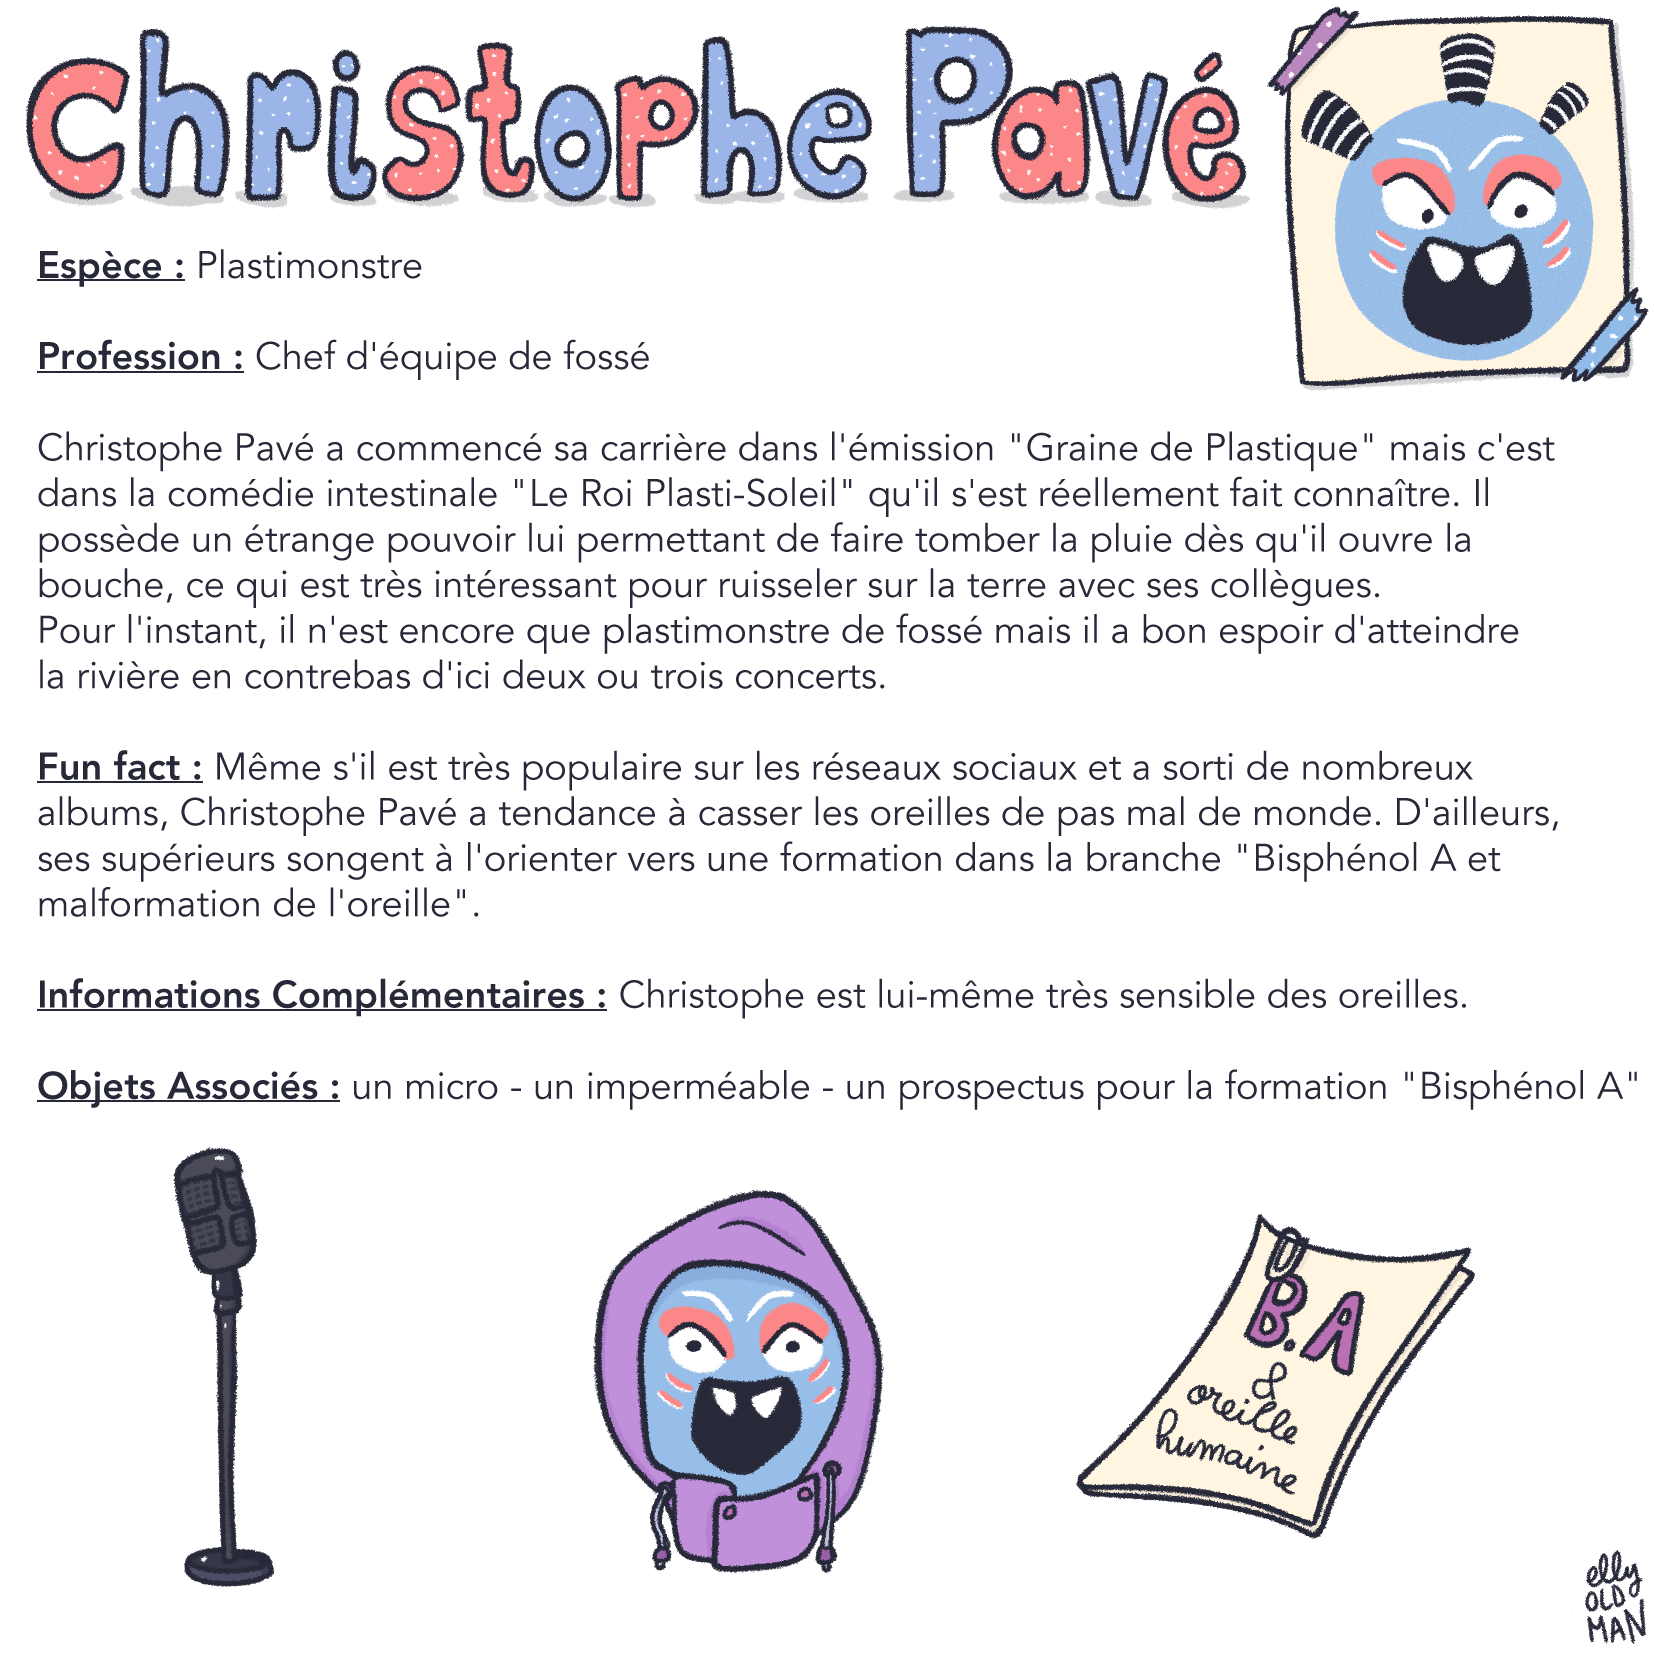 Christophe Pavé
Espèce : Plastimonstre
Profession : Chef d'équipe de fossé
Christophe Pavé a commencé sa carrière dans l'émission "Graine de Plastique" mais c'est
dans la comédie intestinale "Le Roi Plasti-Soleil" qu'il s'est réellement fait connaître. Il
possède un étrange pouvoir lui permettant de faire tomber la pluie dès qu'il ouvre la
bouche, ce qui est très intéressant pour ruisseler sur la terre avec ses collègues.
Pour l'instant, il n'est encore que plastimonstre de fossé mais il a bon espoir d'atteindre
la rivière en contrebas d'ici deux ou trois concerts.
Fun fact : Même s'il est très populaire sur les réseaux sociaux et a sorti de nombreux
albums, Christophe Pavé a tendance à casser les oreilles de pas mal de monde. D'ailleurs,
ses supérieurs songent à l'orienter vers une formation dans la branche "Bisphénol A et
malformation de l'oreille".
Informations Complémentaires : Christophe est lui-même très sensible des oreilles.
Objets Associés : un micro - un imperméable - un prospectus pour la formation "Bisphénol A"
B.A
&
oreille
humaine
elly
OLD
MAN